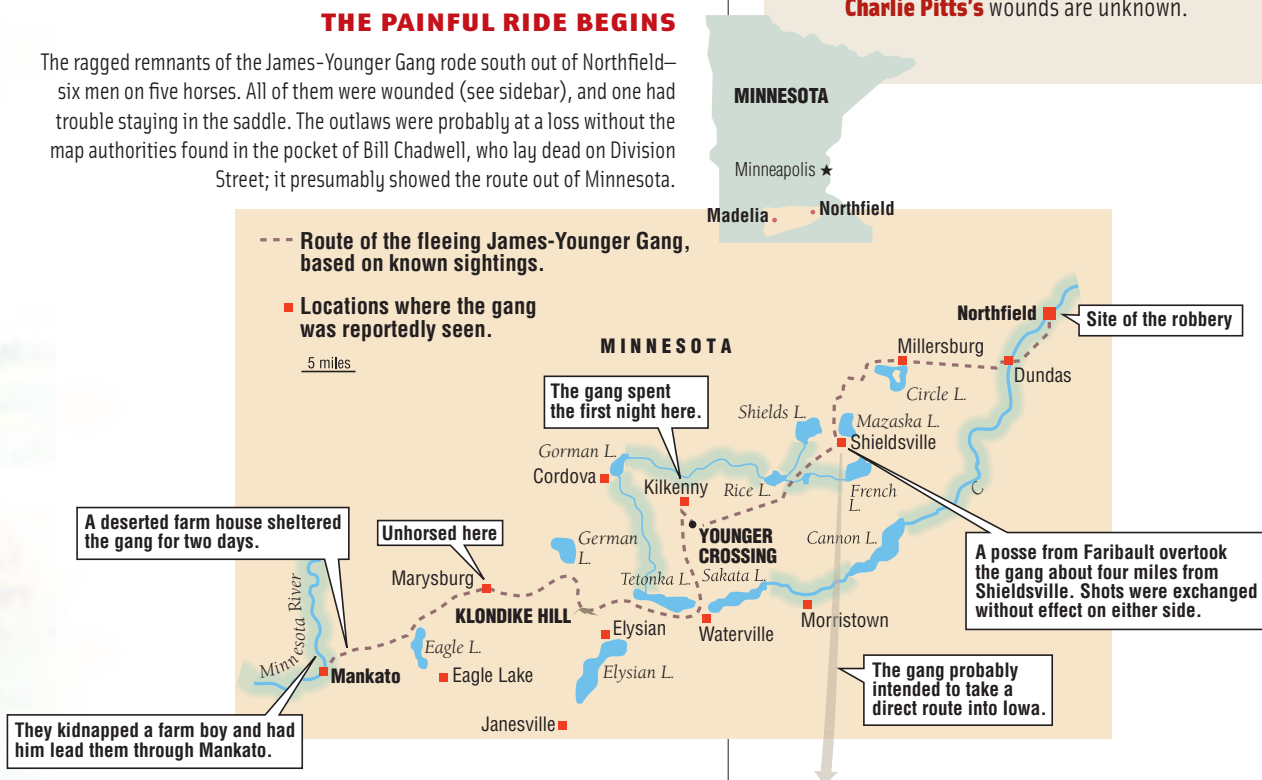 Charlie Pitts's wounds are unknown.
THE PAINFUL RIDE BEGINS
The ragged remnants of the James-Younger Gang rode south out of Northfield—
six men on five horses. All of them were wounded (see sidebar), and one had
trouble staying in the saddle. The outlaws were probably at a loss without the
map authorities found in the pocket of Bill Chadwell, who lay dead on Division
Street; it presumably showed the route out of Minnesota.
MINNESOTA
Minneapolis
Madelia
Northfield
Route of the fleeing James-Younger Gang,
based on known sightings.
Locations where the gang
was reportedly seen.
5 miles
MINNESOTA
Northfield
Site of the robbery
Millersburg
Dundas
Circle L.
The gang spent
the first night here.
Shields L.
Mazaska L.
Shieldsville
Gorman L.
Cordova
Kilkenny
Rice L.
French
L.
C
A deserted farm house sheltered
the gang for two days.
Unhorsed here
German
L.
YOUNGER
CROSSING
Cannon L.
A posse from Faribault overtook
the gang about four miles from
Shieldsville. Shots were exchanged
without effect on either side.
Marysburg
Tetonka L.
Sakata L.
KLONDIKE HILL
Elysian
Waterville
Morristown
Minnesota River
Eagle L.
Mankato
Eagle Lake
Elysian L.
The gang probably
intended to take a
direct route into Iowa.
Janesville
They kidnapped a farm boy and had
him lead them through Mankato.